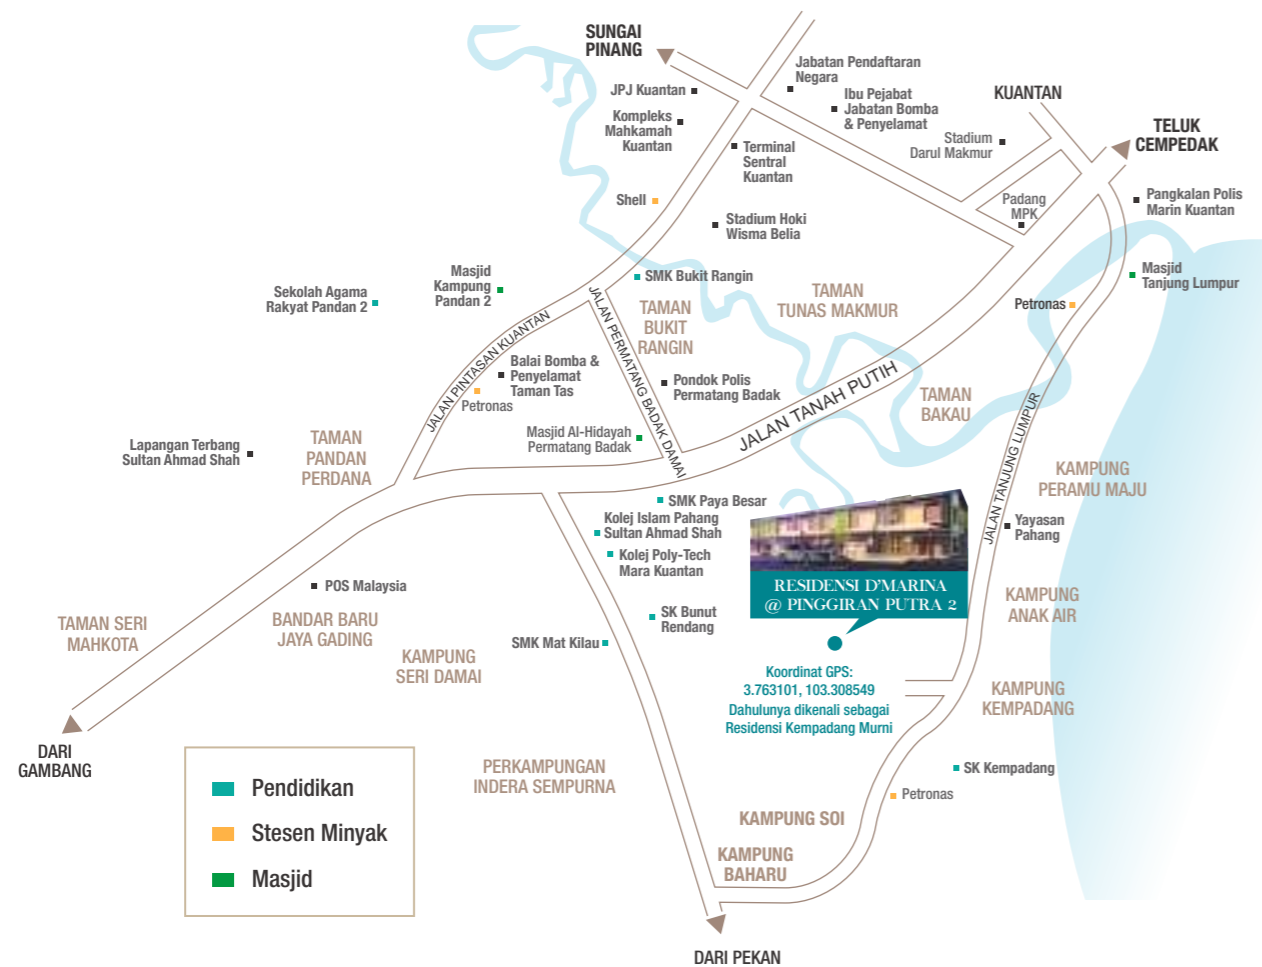 SUNGAI
PINANG
Jabatan Pendaftaran
Negara
JPJ Kuantan
Ibu Pejabat
Jabatan Bomba
& Penyelamat
KUANTAN
Kompleks
Mahkamah
Kuantan
TELUK
CEMPEDAK
Stadium
Darul Makmur
Terminal
Sentral
Kuantan
Shell
Padang
MPK
Pangkalan Polis
Marin Kuantan
Stadium Hoki
Wisma Belia
Masjid
Kampung
Pandan 2
SMK Bukit Rangin
Masjid
Tanjung Lumpur
Sekolah Agama
Rakyat Pandan 2
TAMAN
TUNAS MAKMUR
Petronas
TAMAN
BUKIT
RANGIN
JALAN PINTASAN KUANTAN
JALAN PERMATANG BADAK DAMAI
Balai Bomba &
Penyelamat
Taman Tas
Petronas
Pondok Polis
Permatang Badak
JALAN TANAH PUTIH
TAMAN
BAKAU
JALAN TANJUNG LUMPUR
Masjid Al-Hidayah
Permatang Badak
TAMAN
PANDAN
PERDANA
Lapangan Terbang
Sultan Ahmad Shah
KAMPUNG
PERAMU MAJU
SMK Paya Besar
Kolej Islam Pahang
Sultan Ahmad Shah
Yayasan
Pahang
Kolej Poly-Tech
Mara Kuantan
POS Malaysia
RESIDENSI D'MARINA
@ PINGGIRAN PUTRA 2
KAMPUNG
ANAK AIR
TAMAN SERI
MAHKOTA
BANDAR BARU
JAYA GADING
SK Bunut
Rendang
SMK Mat Kilau
KAMPUNG
SERI DAMAI
Koordinat GPS:
3.763101, 103.308549
Dahulunya dikenali sebagai
Residensi Kempadang Murni
KAMPUNG
KEMPADANG
DARI
GAMBANG
PERKAMPUNGAN
INDERA SEMPURNA
SK Kempadang
Petronas
KAMPUNG SOI
KAMPUNG
BAHARU
Pendidikan
Stesen Minyak
Masjid
DARI PEKAN